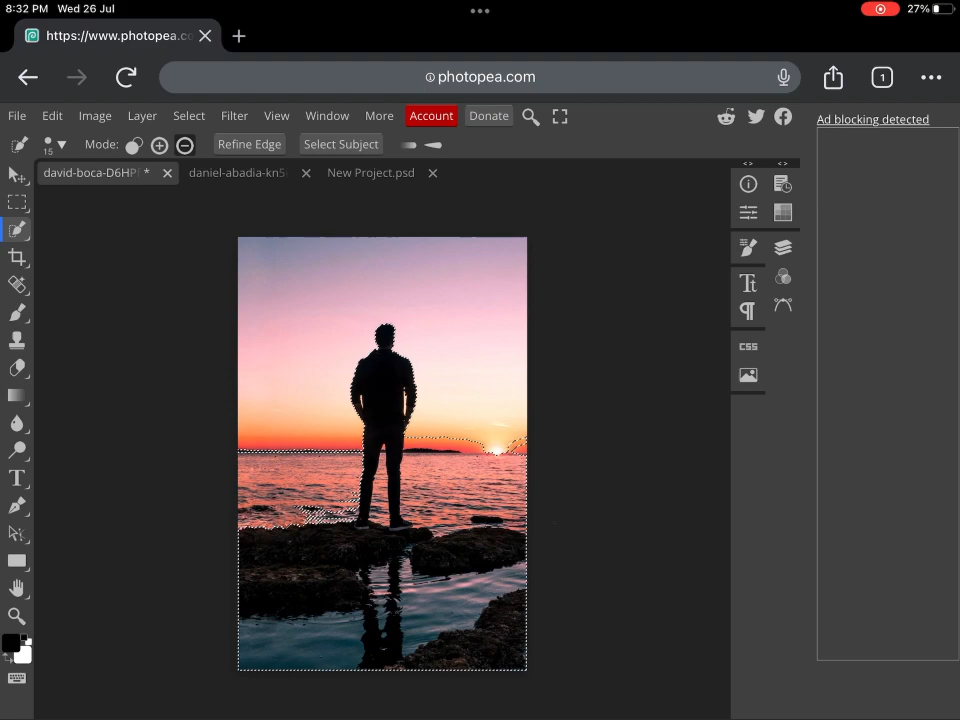 8:32 PM Wed 26 Jul
27%
https://www.photopea.co
photopea.com
1
File Edit Image Layer Select Filter View Window More Account Donate
Ad blocking detected
15 Mode: Refine Edge Select Subject
david-boca-D6HP * daniel-abadia-kn5 New Project.psd
CSS